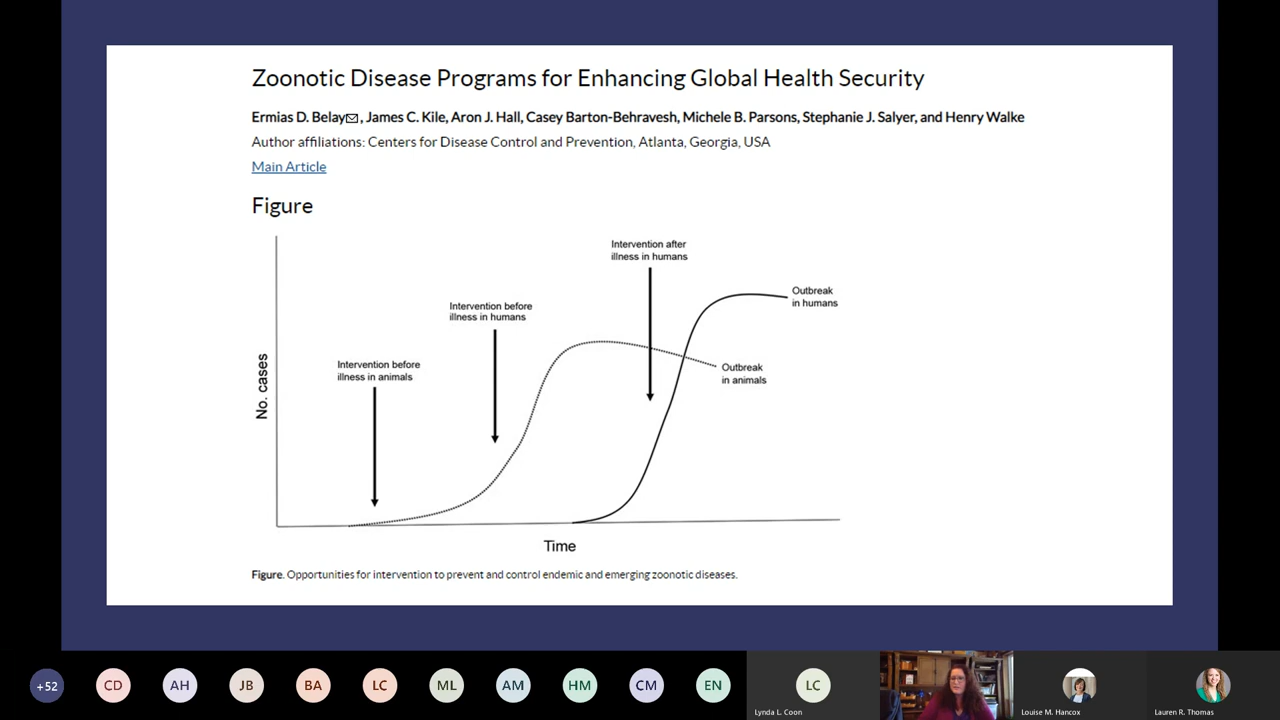 Zoonotic Disease Programs for Enhancing Global Health Security
Ermias D. Belay, James C. Kile, Aron J. Hall, Casey Barton-Behravesh, Michele B. Parsons, Stephanie J. Salyer, and Henry Walke
Author affiliations: Centers for Disease Control and Prevention, Atlanta, Georgia, USA
Main Article
Figure
Intervention after
illness in humans
Outbreak
in humans
Intervention before
illness in humans
Intervention before
illness in animals
Outbreak
in animals
No. cases
Time
Figure. Opportunities for intervention to prevent and control endemic and emerging zoonotic diseases.
+52
CD
AH
JB
BA
LC
ML
AM
HM
CM
EN
LC
Lynda L. Coon
Louise M. Hancox
Lauren R. Thomas